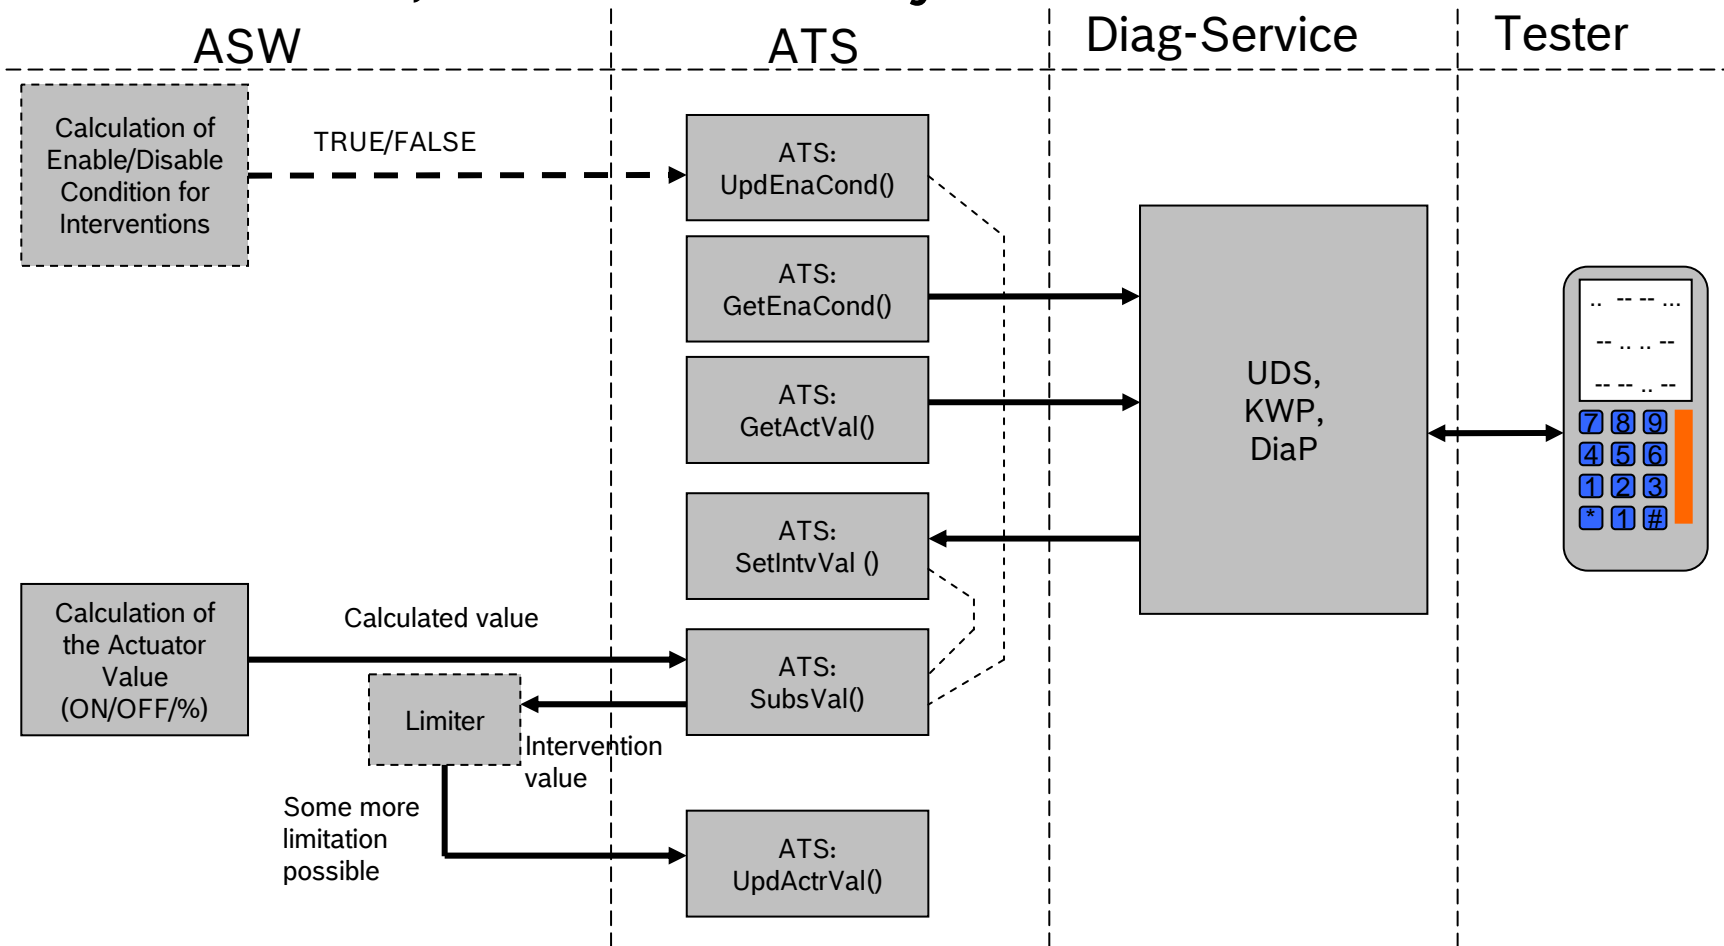 ASW
ATS
Diag-Service
Tester
Calculation of
Enable/Disable
Condition for
Interventions
TRUE/FALSE
ATS:
UpdEnaCond()
ATS:
GetEnaCond()
ATS:
GetActVal()
UDS,
KWP,
DiaP
.. -- -- ...
-- .. .. --
-- -- .. --
7 8 9
4 5 6
1 2 3
* 1 #
ATS:
SetIntvVal ()
Calculation of
the Actuator
Value
(ON/OFF/%)
Calculated value
ATS:
SubsVal()
Limiter
Intervention
value
Some more
limitation
possible
ATS:
UpdActrVal()